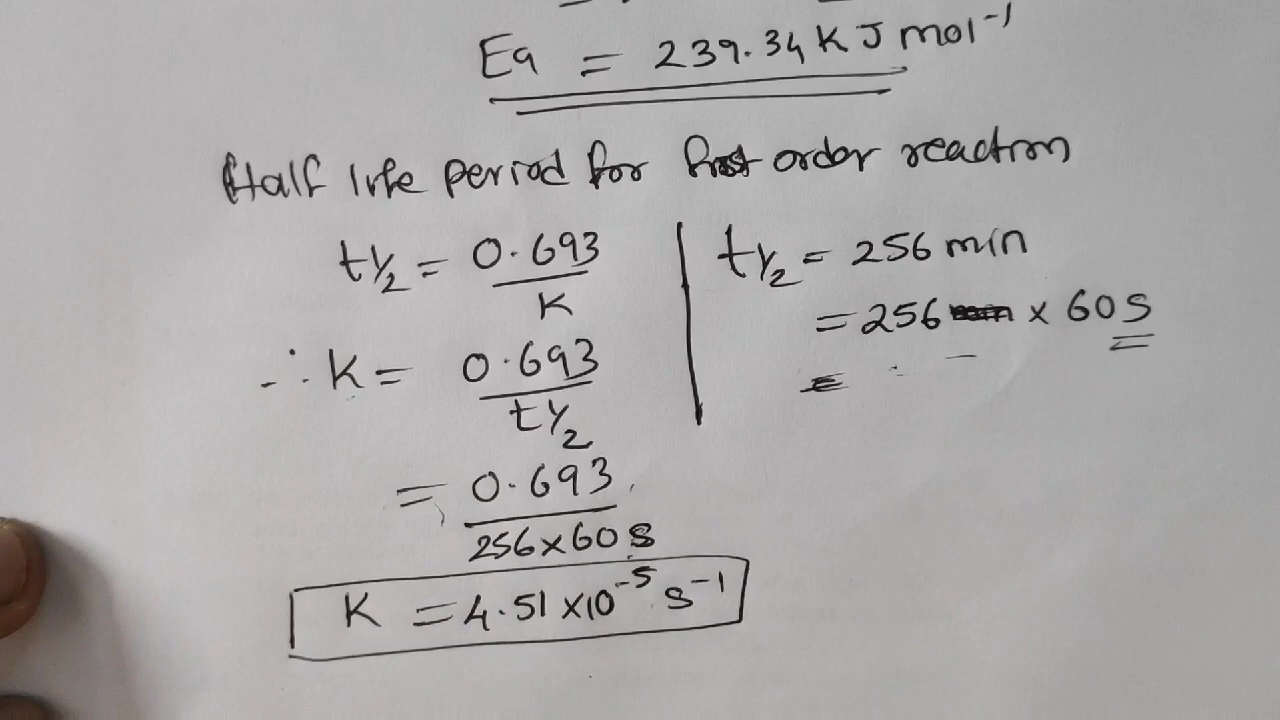 Ea = 239.34 KJ mol⁻¹
Half life period for first order reaction
t½ = 0.693
K
∴ K = 0.693
t½
= 0.693
256×60 s
K = 4.51 ×10⁻⁵ s⁻¹
t½ = 256 min
= 256 × 60 s
=